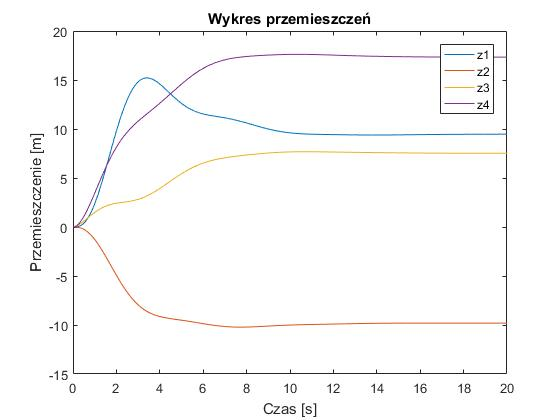 Wykres przemieszczeń
20
15
10
5
0
-5
-10
-15
Przemieszczenie [m]
z1
z2
z3
z4
0 2 4 6 8 10 12 14 16 18 20
Czas [s]